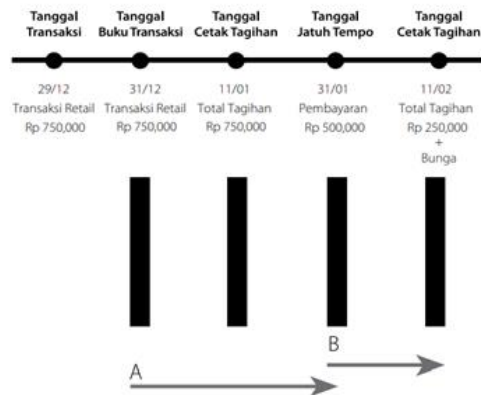 Tanggal
Transaksi
Tanggal
Buku Transaksi
Tanggal
Cetak Tagihan
Tanggal
Jatuh Tempo
Tanggal
Cetak Tagihan
29/12
Transaksi Retail
Rp 750,000
31/12
Transaksi Retail
Rp 750,000
11/01
Total Tagihan
Rp 750,000
31/01
Pembayaran
Rp 500,000
11/02
Total Tagihan
Rp 250,000
+
Bunga
A
B